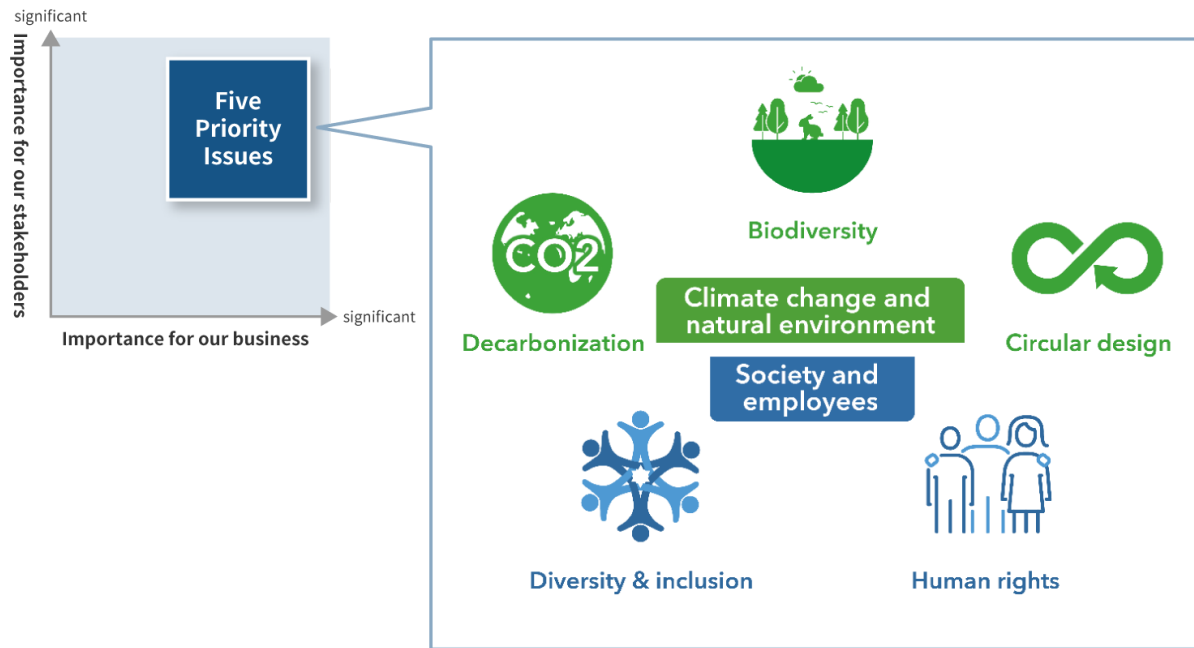 significant
Importance for our stakeholders
Five
Priority
Issues
significant
Importance for our business
Biodiversity
CO2
Decarbonization
Climate change and
natural environment
Circular design
Society and
employees
Diversity & inclusion
Human rights